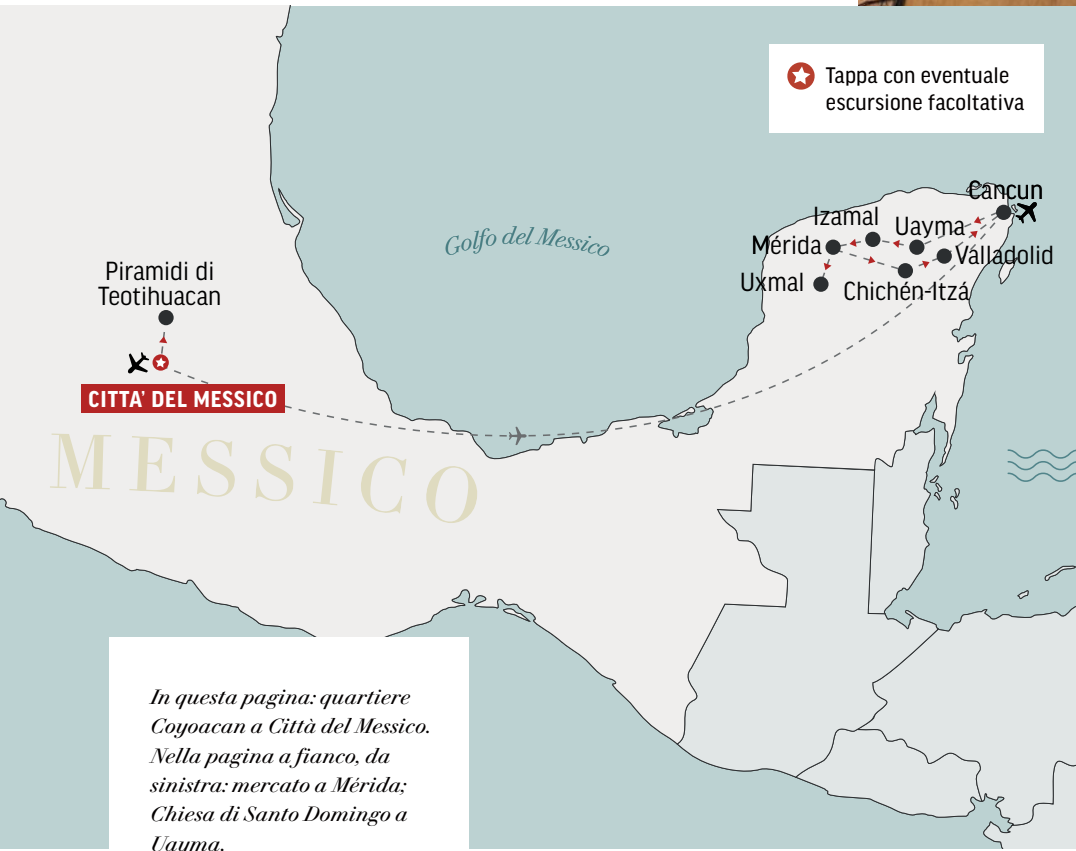 Tappa con eventuale
escursione facoltativa
Cancun
Izamal
Uayma
Golfo del Messico
Mérida
Valladolid
Piramidi di
Teotihuacan
Uxmal
Chichén-Itzá
CITTA' DEL MESSICO
MESSICO
In questa pagina: quartiere
Coyoacan a Città del Messico.
Nella pagina a fianco, da
sinistra: mercato a Mérida;
Chiesa di Santo Domingo a
Uayma.